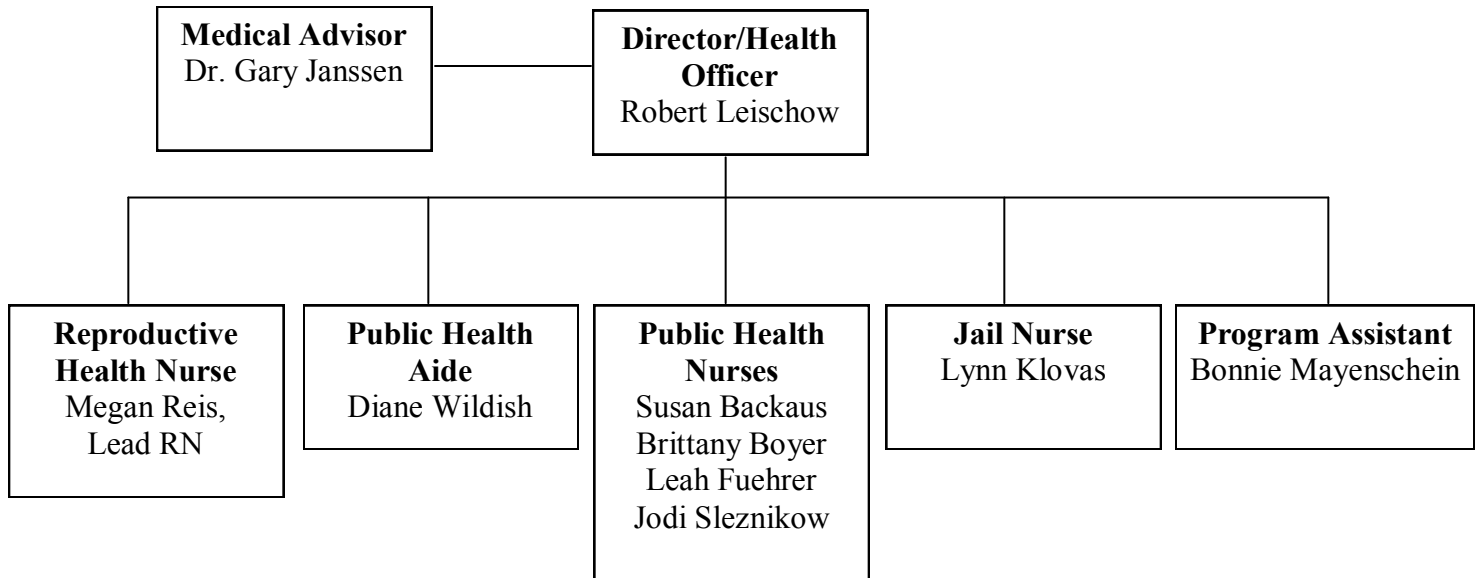 Medical Advisor
Dr. Gary Janssen
Director/Health
Officer
Robert Leischow
Reproductive
Health Nurse
Megan Reis,
Lead RN
Public Health
Aide
Diane Wildish
Public Health
Nurses
Susan Backaus
Brittany Boyer
Leah Fuehrer
Jodi Sleznikow
Jail Nurse
Lynn Klovas
Program Assistant
Bonnie Mayenschein